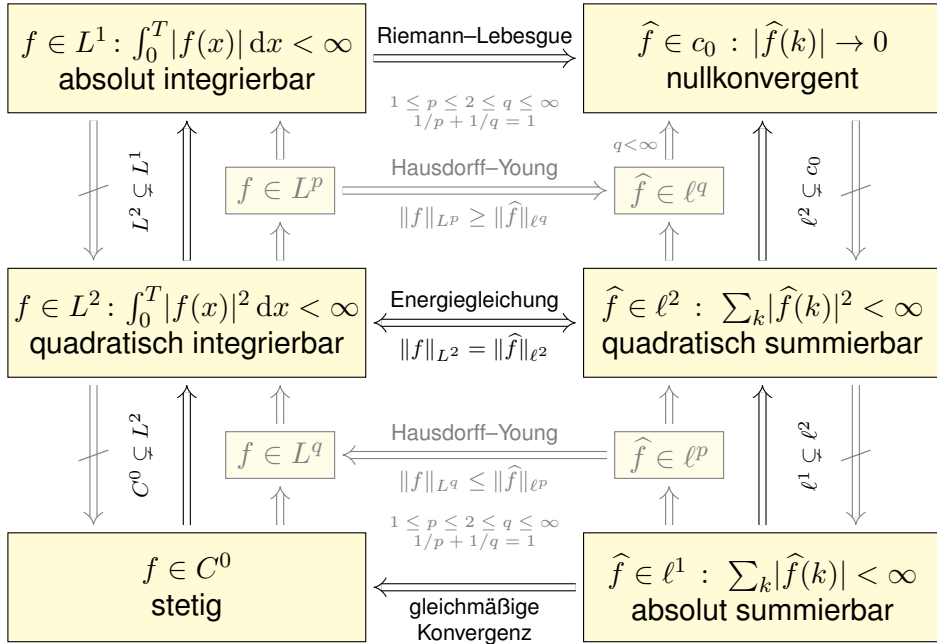 f ∈ L¹ : ∫₀ᵀ |f(x)| dx < ∞
absolut integrierbar
Riemann–Lebesgue
f̂ ∈ c₀ : |f̂(k)| → 0
nullkonvergent
1 ≤ p ≤ 2 ≤ q ≤ ∞
1/p + 1/q = 1
L² ⊊ L¹
f ∈ Lᵖ
Hausdorff–Young
‖f‖_{Lᵖ} ≥ ‖f̂‖_{ℓ^q}
q<∞
f̂ ∈ ℓ^q
ℓ² ⊊ c₀
f ∈ L² : ∫₀ᵀ |f(x)|² dx < ∞
quadratisch integrierbar
Energiegleichung
‖f‖_{L²} = ‖f̂‖_{ℓ²}
f̂ ∈ ℓ² : ∑ₖ|f̂(k)|² < ∞
quadratisch summierbar
C⁰ ⊊ L²
f ∈ L^q
Hausdorff–Young
‖f‖_{L^q} ≤ ‖f̂‖_{ℓᵖ}
f̂ ∈ ℓᵖ
ℓ¹ ⊊ ℓ²
1 ≤ p ≤ 2 ≤ q ≤ ∞
1/p + 1/q = 1
f ∈ C⁰
stetig
gleichmäßige
Konvergenz
f̂ ∈ ℓ¹ : ∑ₖ|f̂(k)| < ∞
absolut summierbar